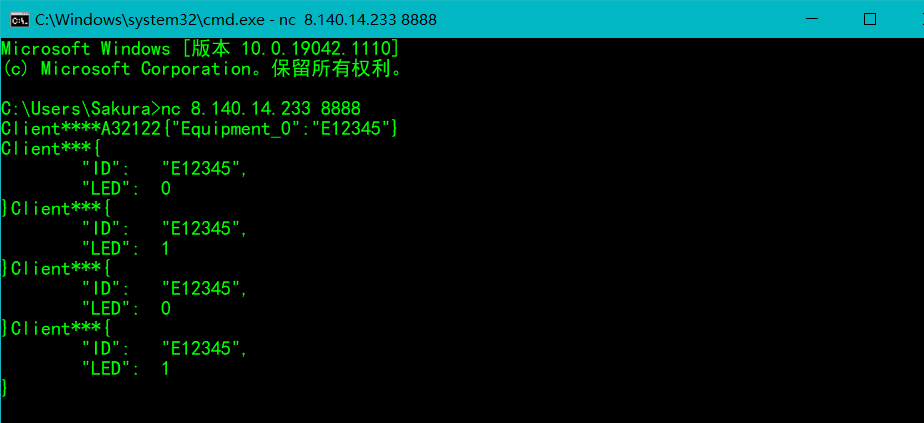 C:\Windows\system32\cmd.exe - nc  8.140.14.233 8888
Microsoft Windows [版本 10.0.19042.1110]
(c) Microsoft Corporation。保留所有权利。
C:\Users\Sakura>nc 8.140.14.233 8888
Client****A32122{"Equipment_0":"E12345"}
Client***{
        "ID":   "E12345",
        "LED":  0
}Client***{
        "ID":   "E12345",
        "LED":  1
}Client***{
        "ID":   "E12345",
        "LED":  0
}Client***{
        "ID":   "E12345",
        "LED":  1
}